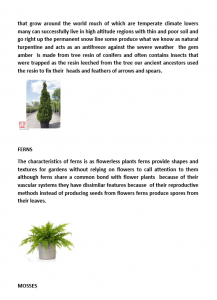 that grow around the world much of which are temperate climate lowers
many can successfully live in high altitude regions with thin and poor soil and
go right up the permanent snow line some produce what we know as natural
turpentine and acts as an antifreeze against the severe weather the gem
amber is made from tree resin of conifers and often contains insects that
were trapped as the resin leeched from the tree our ancient ancestors used
the resin to fix their heads and feathers of arrows and spears.
FERNS
The characteristics of ferns is as flowerless plants ferns provide shapes and
textures for gardens without relying on flowers to call attention to them
although ferns share a common bond with flower plants because of their
vascular systems they have dissimilar features because of their reproductive
methods instead of producing seeds from flowers ferns produce spores from
their leaves.
MOSSES